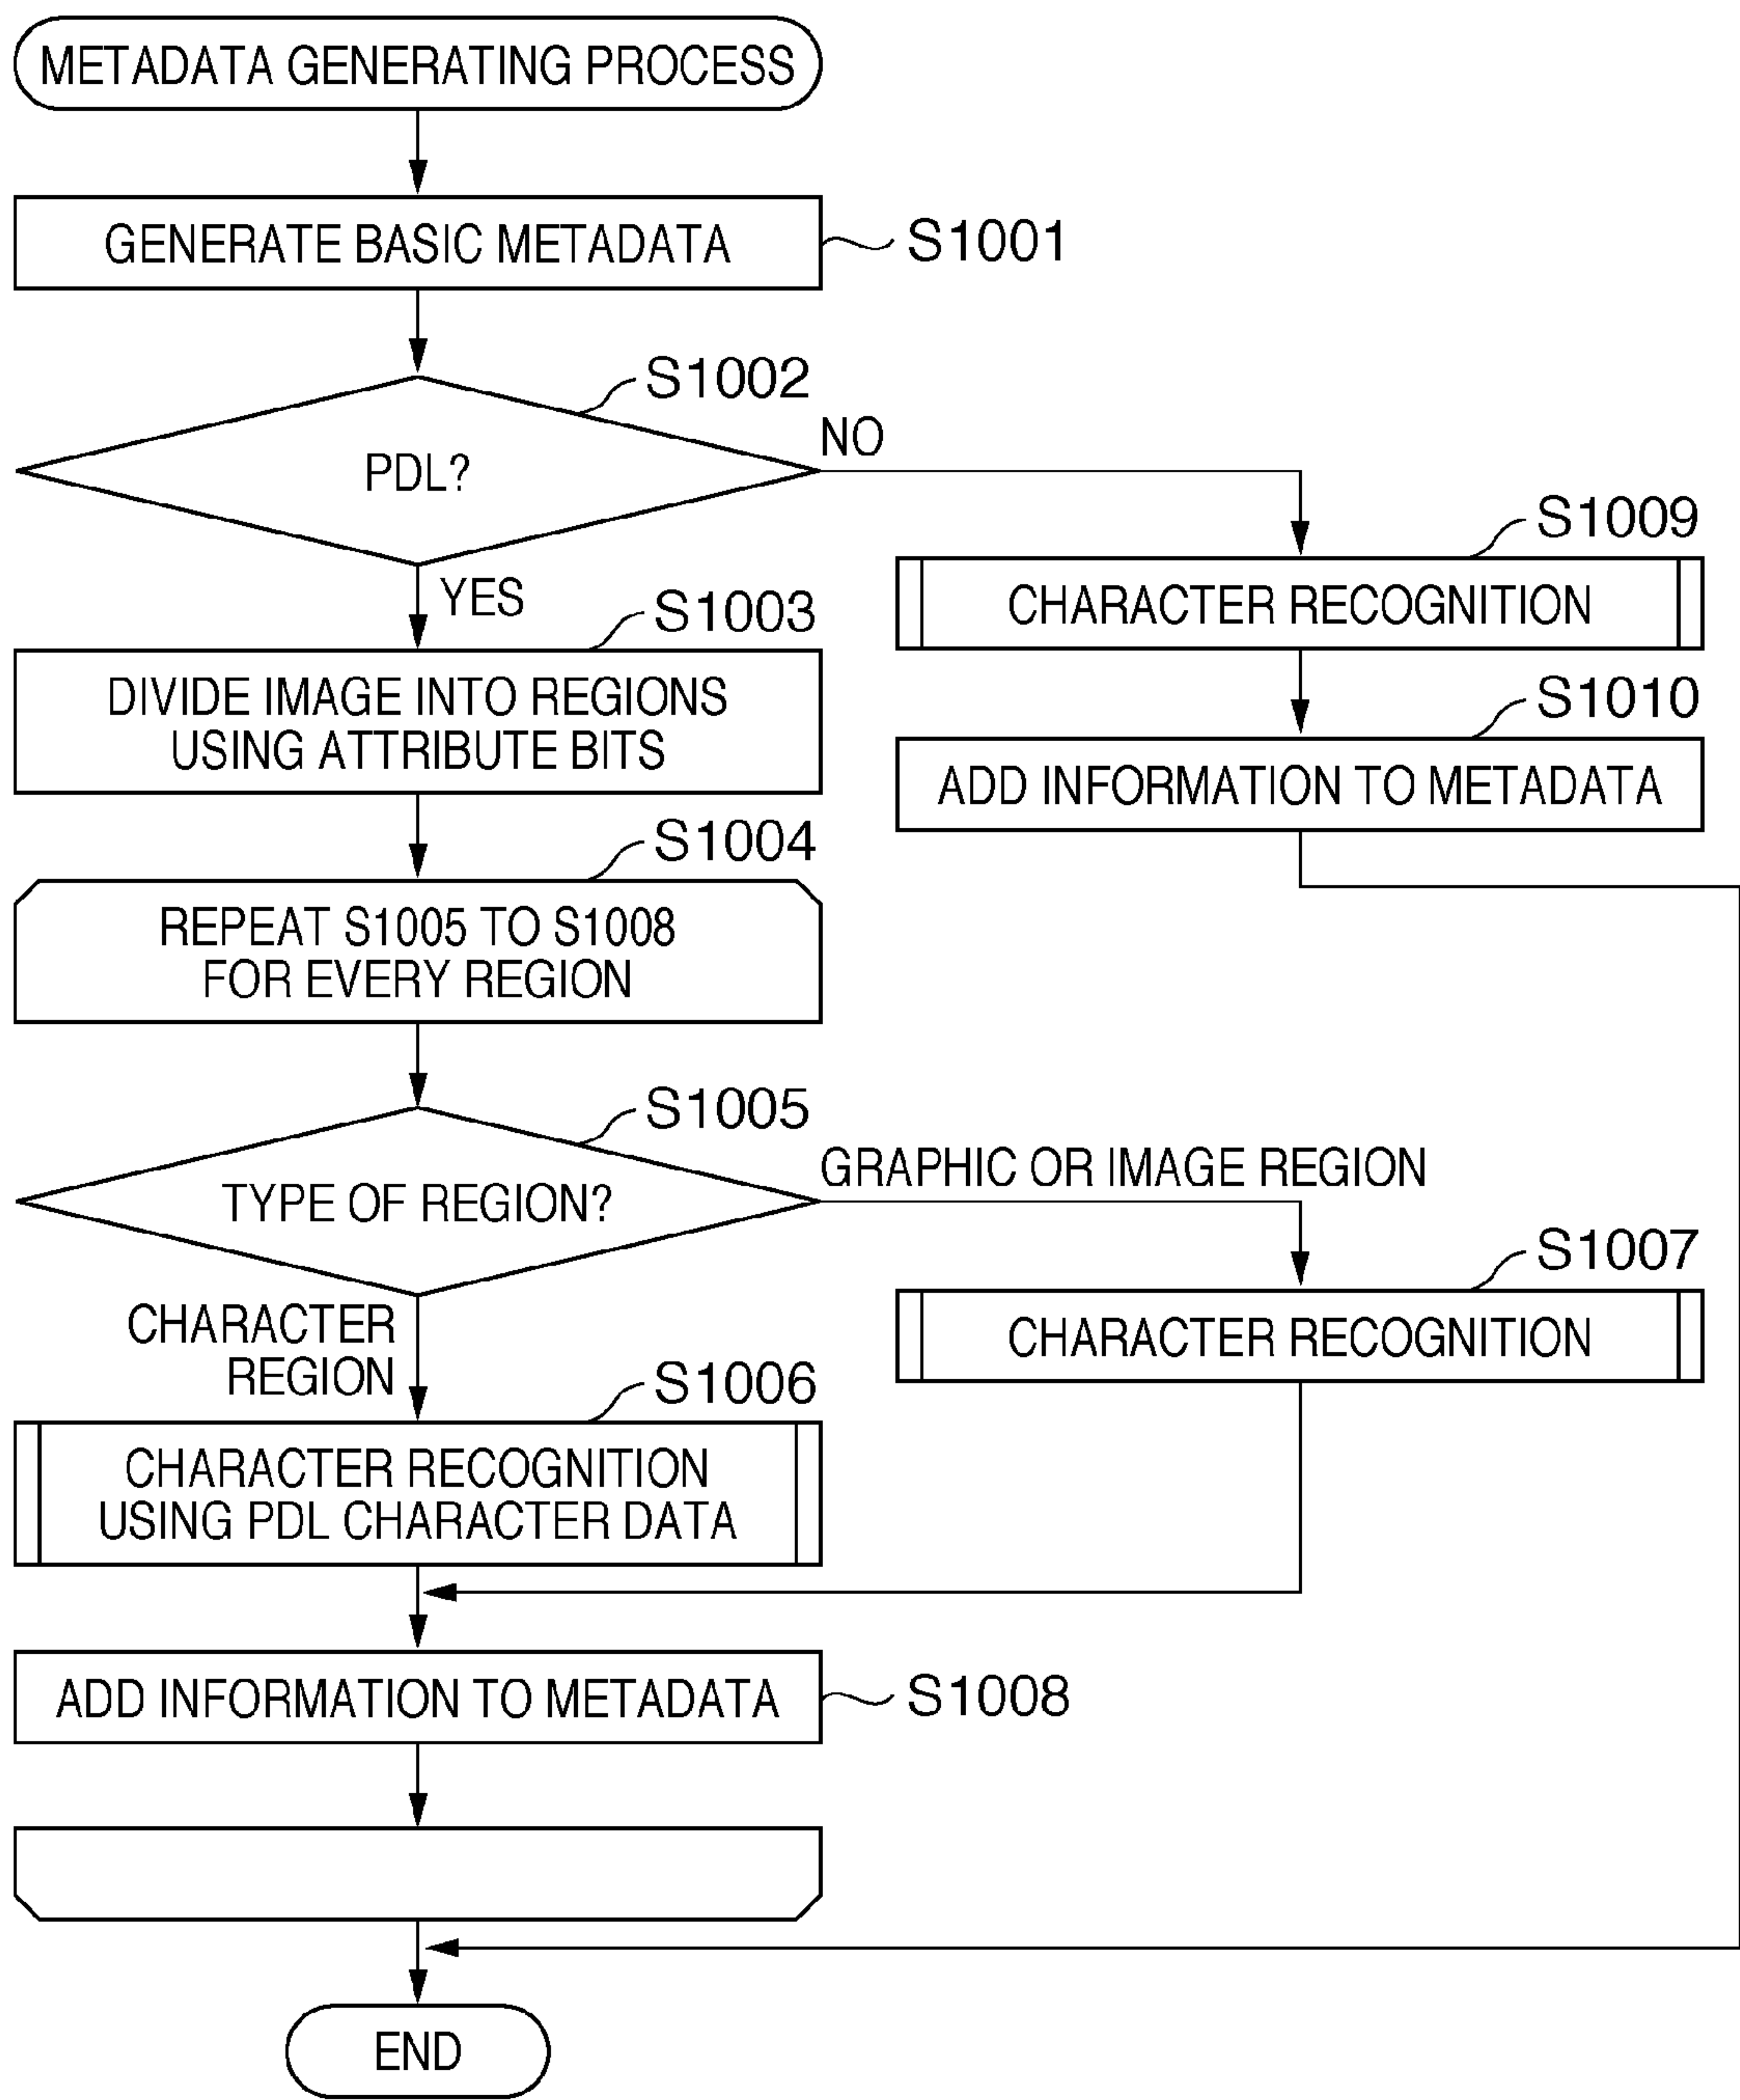 METADATA GENERATING PROCESS
GENERATE BASIC METADATA
S1001
S1002
PDL?
NO
YES
S1009
CHARACTER RECOGNITION
S1003
DIVIDE IMAGE INTO REGIONS
USING ATTRIBUTE BITS
S1010
ADD INFORMATION TO METADATA
S1004
REPEAT S1005 TO S1008
FOR EVERY REGION
S1005
TYPE OF REGION?
GRAPHIC OR IMAGE REGION
S1007
CHARACTER RECOGNITION
CHARACTER
REGION
S1006
CHARACTER RECOGNITION
USING PDL CHARACTER DATA
ADD INFORMATION TO METADATA
S1008
END